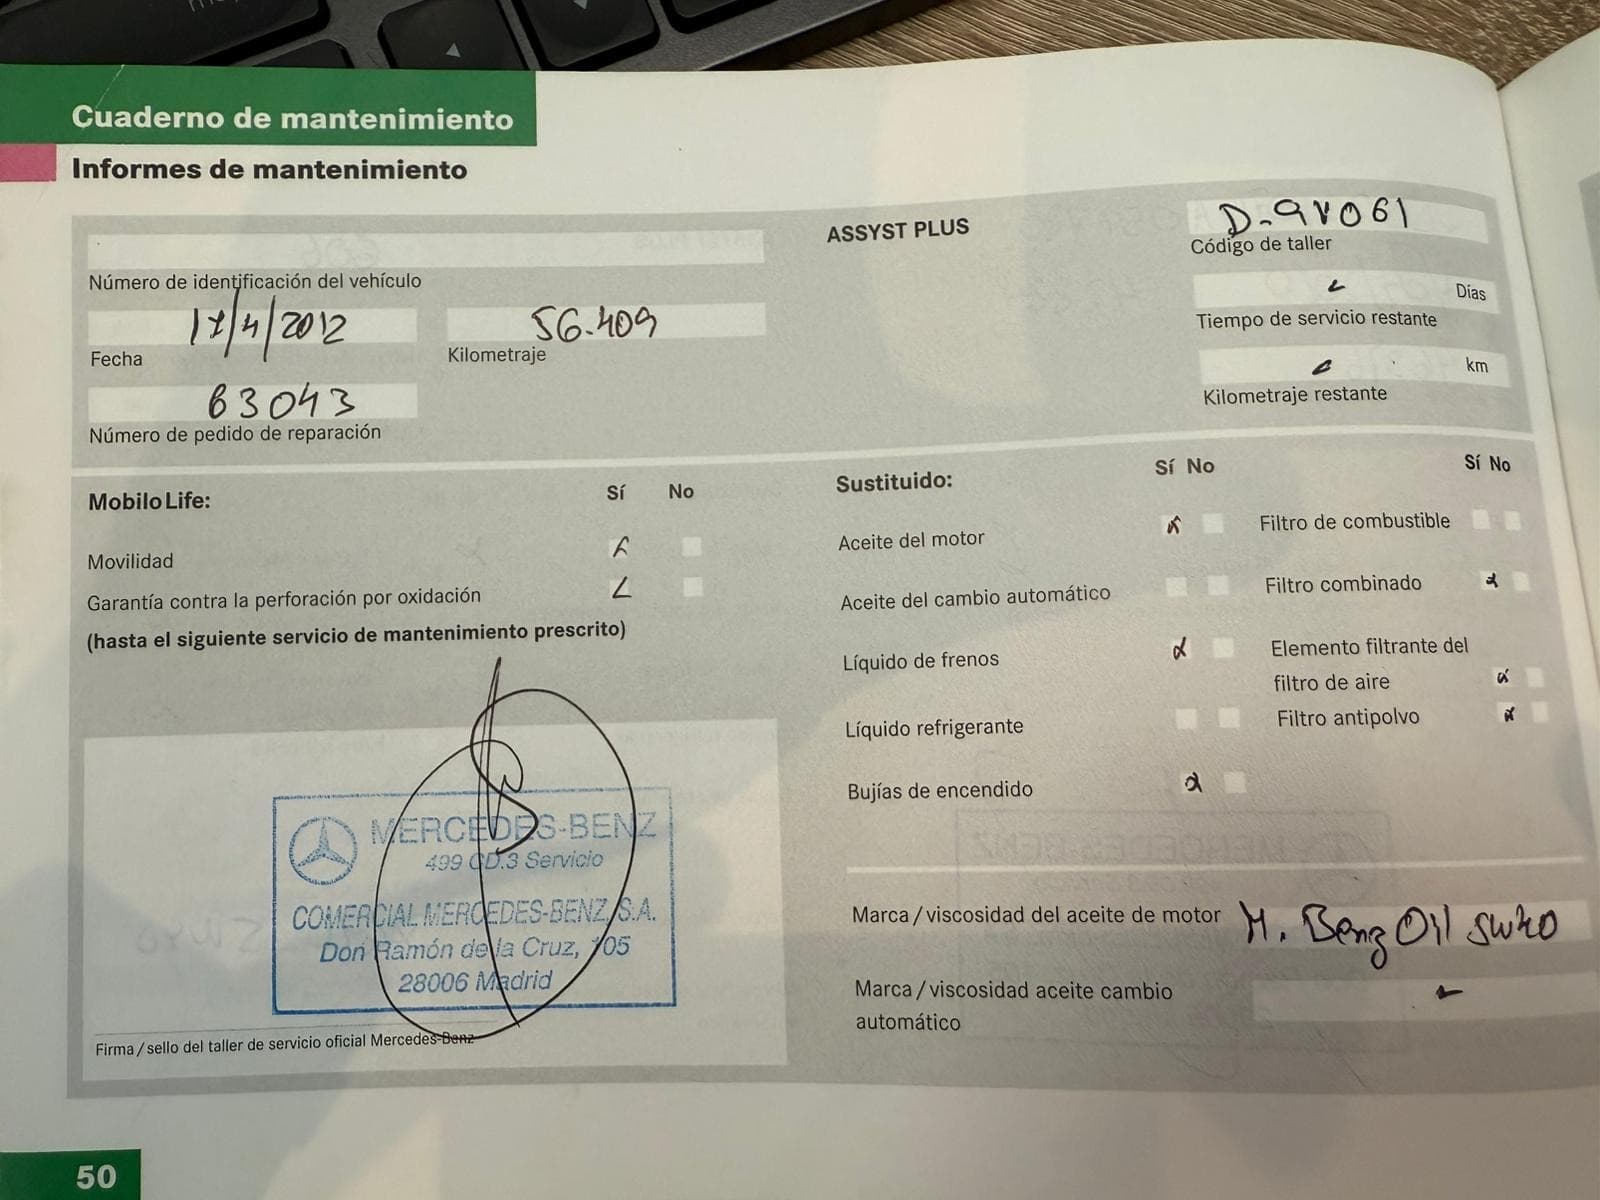 Cuaderno de mantenimiento
Informes de mantenimiento
Número de identificación del vehículo
17/4/2012
Fecha
56.409
Kilometraje
63043
Número de pedido de reparación
ASSYST PLUS
Código de taller
Días
Tiempo de servicio restante
km
Kilometraje restante
MobiloLife: Sí No
Movilidad
Garantía contra la perforación por oxidación
(hasta el siguiente servicio de mantenimiento prescrito)
MERCEDES-BENZ
499 CD.3 Servicio
COMERCIAL MERCEDES-BENZ, S.A.
Don Ramón de la Cruz, 105
28006 Madrid
Firma / sello del taller de servicio oficial Mercedes-Benz
Sustituido: Sí No Sí No
Aceite del motor
Aceite del cambio automático
Líquido de frenos
Líquido refrigerante
Bujías de encendido
Filtro de combustible
Filtro combinado
Elemento filtrante del
filtro de aire
Filtro antipolvo
Marca / viscosidad del aceite de motor M. Benz Oil 5w40
Marca / viscosidad aceite cambio
automático
50